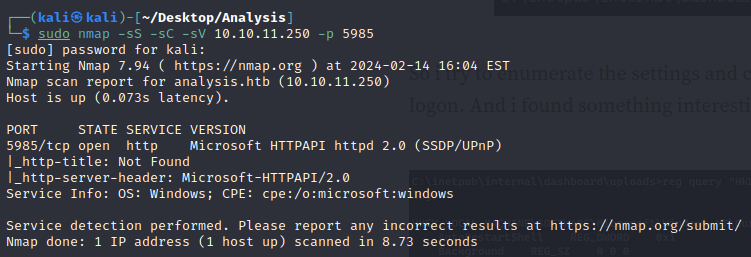 ┌──(kali㉿kali)-[~/Desktop/Analysis]
└─$ sudo nmap -sS -sC -sV 10.10.11.250 -p 5985
[sudo] password for kali:
Starting Nmap 7.94 ( https://nmap.org ) at 2024-02-14 16:04 EST
Nmap scan report for analysis.htb (10.10.11.250)
Host is up (0.073s latency).
So i try to enumerate the settings and
logon. And i found something interesti
PORT     STATE SERVICE VERSION
5985/tcp open  http    Microsoft HTTPAPI httpd 2.0 (SSDP/UPnP)
|_http-title: Not Found
|_http-server-header: Microsoft-HTTPAPI/2.0
Service Info: OS: Windows; CPE: cpe:/o:microsoft:windows
C:\inetpub\internal\dashboard\uploads>reg query
Service detection performed. Please report any incorrect results at https://nmap.org/submit/
Nmap done: 1 IP address (1 host up) scanned in 8.73 seconds
Background REG_SZ 0 0 0